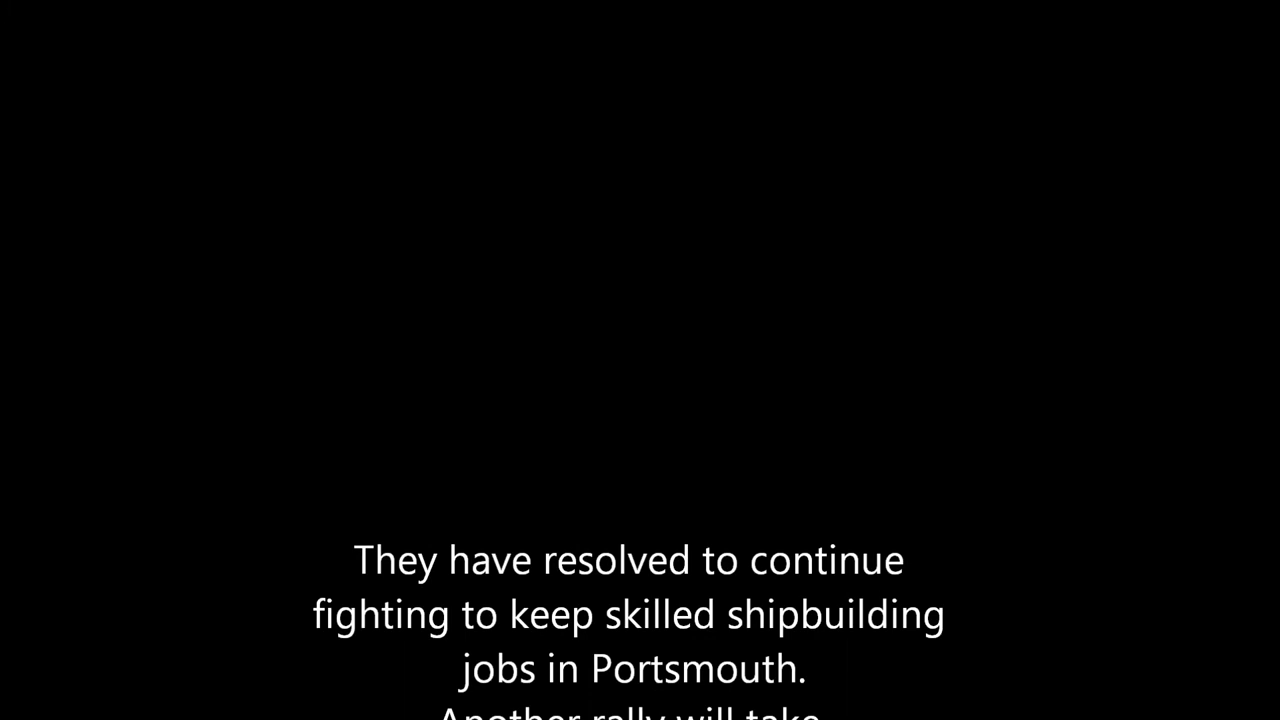 They have resolved to continue
fighting to keep skilled shipbuilding
jobs in Portsmouth.
Another rally will take